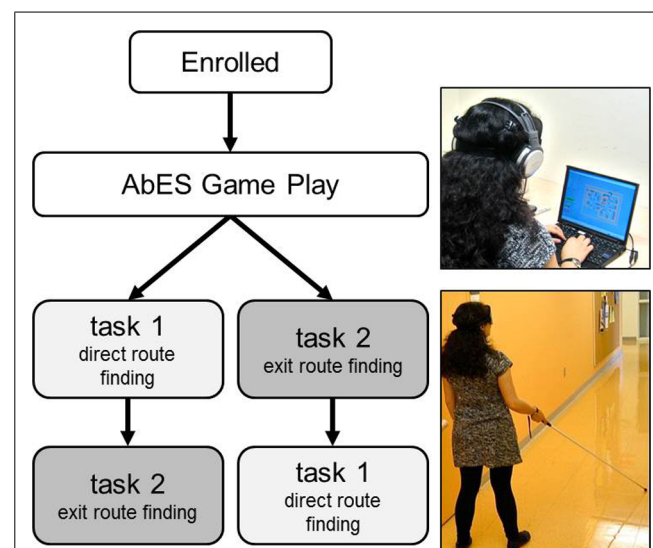 Enrolled
AbES Game Play
task 1
direct route
finding
task 2
exit route finding
task 2
exit route finding
task 1
direct route
finding